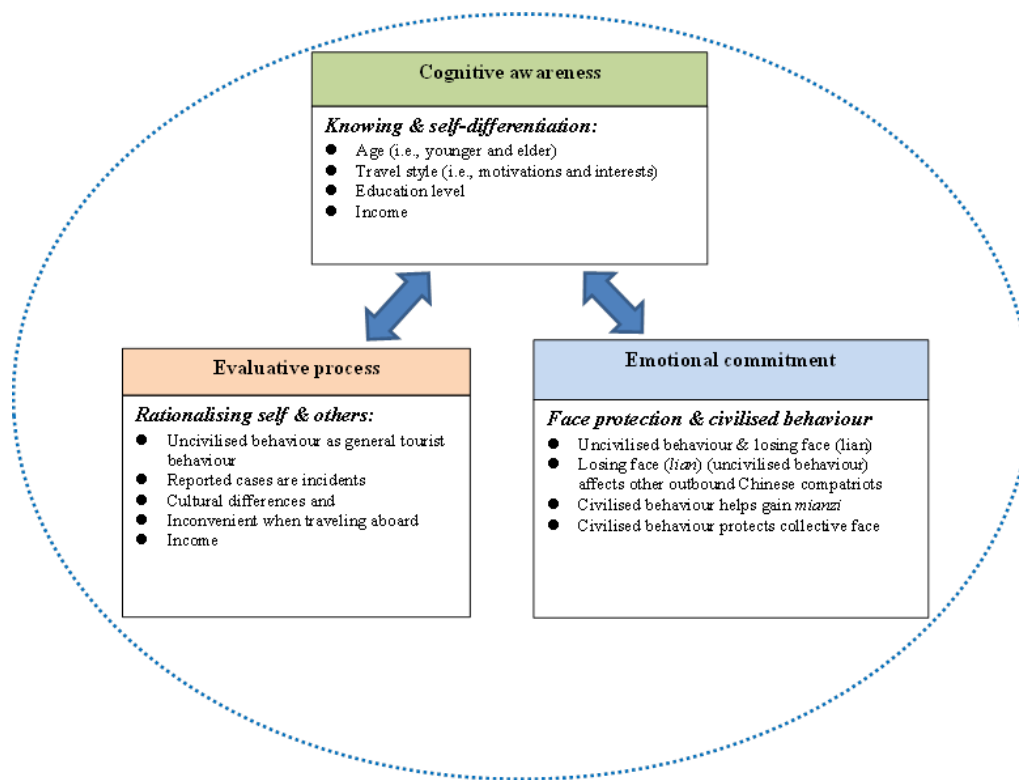 Cognitive awareness
Knowing & self-differentiation:
● Age (i.e., younger and elder)
● Travel style (i.e., motivations and interests)
● Education level
● Income
Evaluative process
Rationalising self & others:
● Uncivilised behaviour as general tourist
behaviour
● Reported cases are incidents
● Cultural differences and
● Inconvenient when traveling aboard
● Income
Emotional commitment
Face protection & civilised behaviour
● Uncivilised behaviour & losing face (lian)
● Losing face (lian) (uncivilised behaviour)
affects other outbound Chinese compatriots
● Civilised behaviour helps gain mianzi
● Civilised behaviour protects collective face